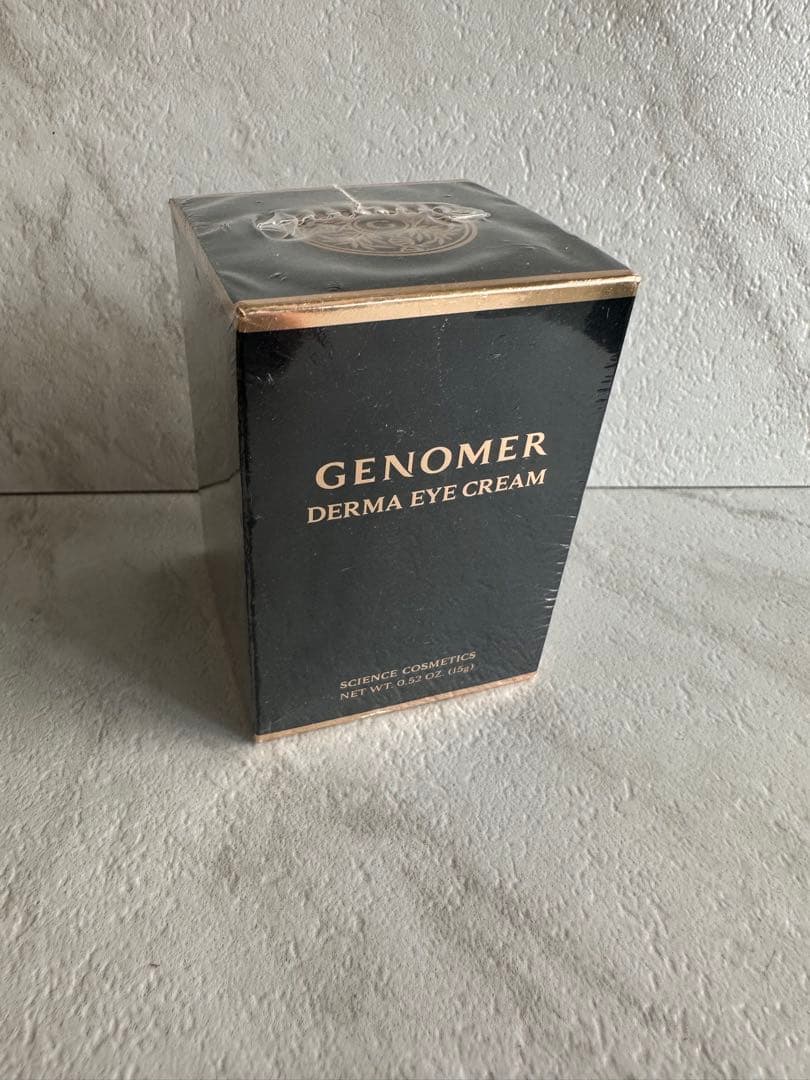 GENOMER
DERMA EYE CREAM
SCIENCE COSMETICS
NET WT. 0.52 OZ. (15g)